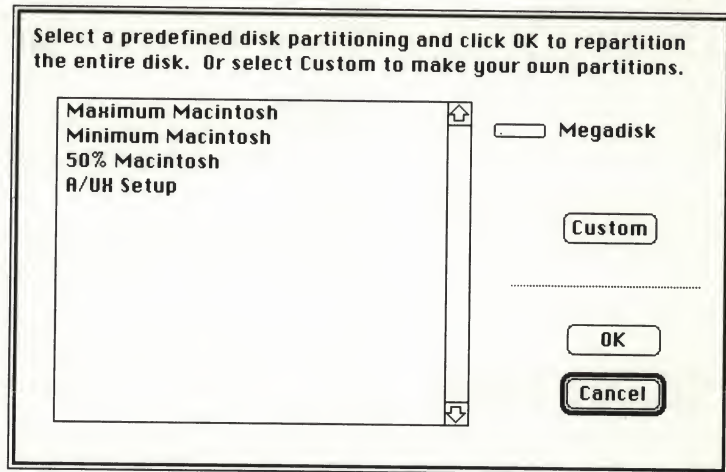 Select a predefined disk partitioning and click OK to repartition
the entire disk. Or select Custom to make your own partitions.
Maximum Macintosh
Minimum Macintosh
50% Macintosh
A/UX Setup
Megadisk
Custom
OK
Cancel